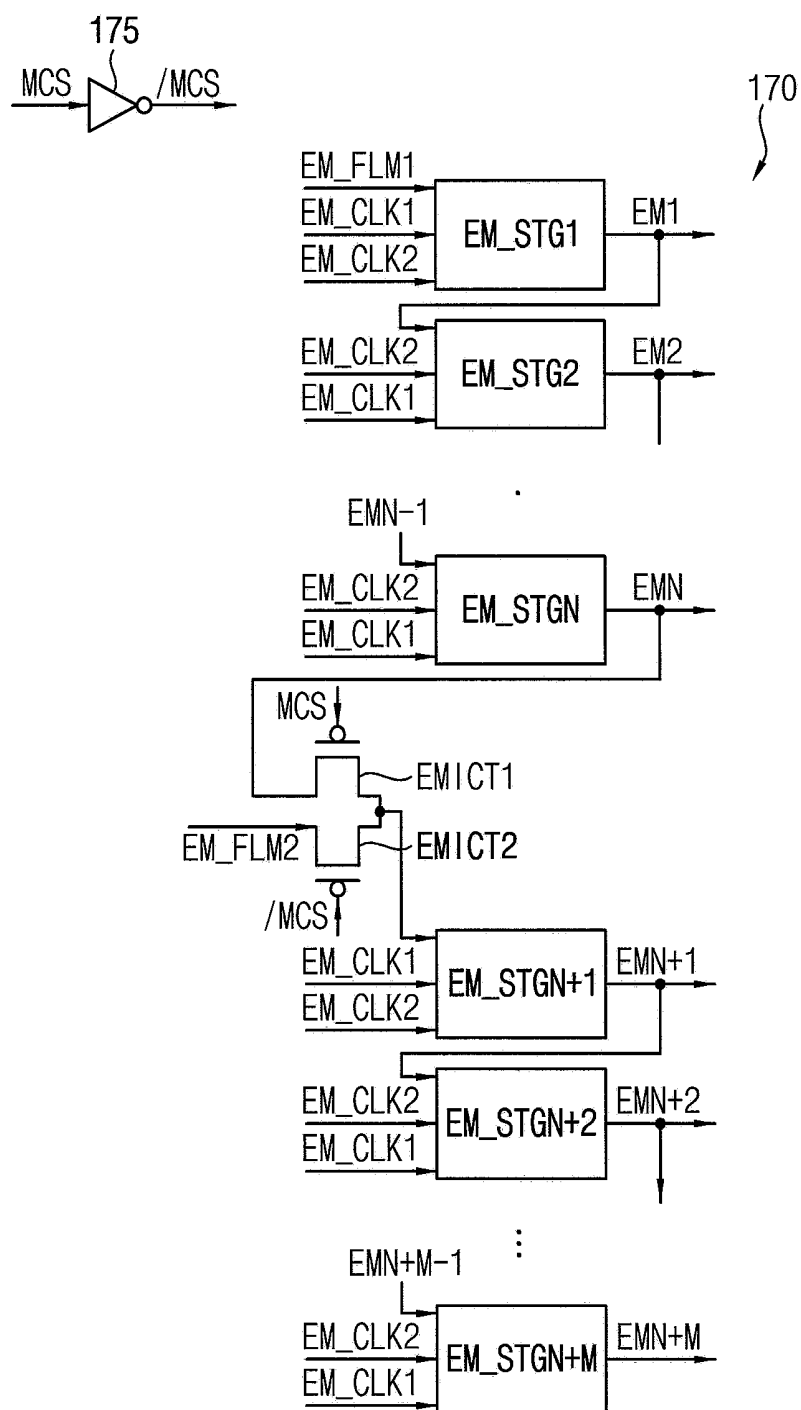 175
MCS
/MCS
170
EM_FLM1
EM_CLK1
EM_CLK2
EM_STG1
EM1
EM_CLK2
EM_CLK1
EM_STG2
EM2
EMN-1
EM_CLK2
EM_CLK1
EM_STGN
EMN
MCS
EMICT1
EM_FLM2
EMICT2
/MCS
EM_CLK1
EM_CLK2
EM_STGN+1
EMN+1
EM_CLK2
EM_CLK1
EM_STGN+2
EMN+2
EMN+M-1
EM_CLK2
EM_CLK1
EM_STGN+M
EMN+M